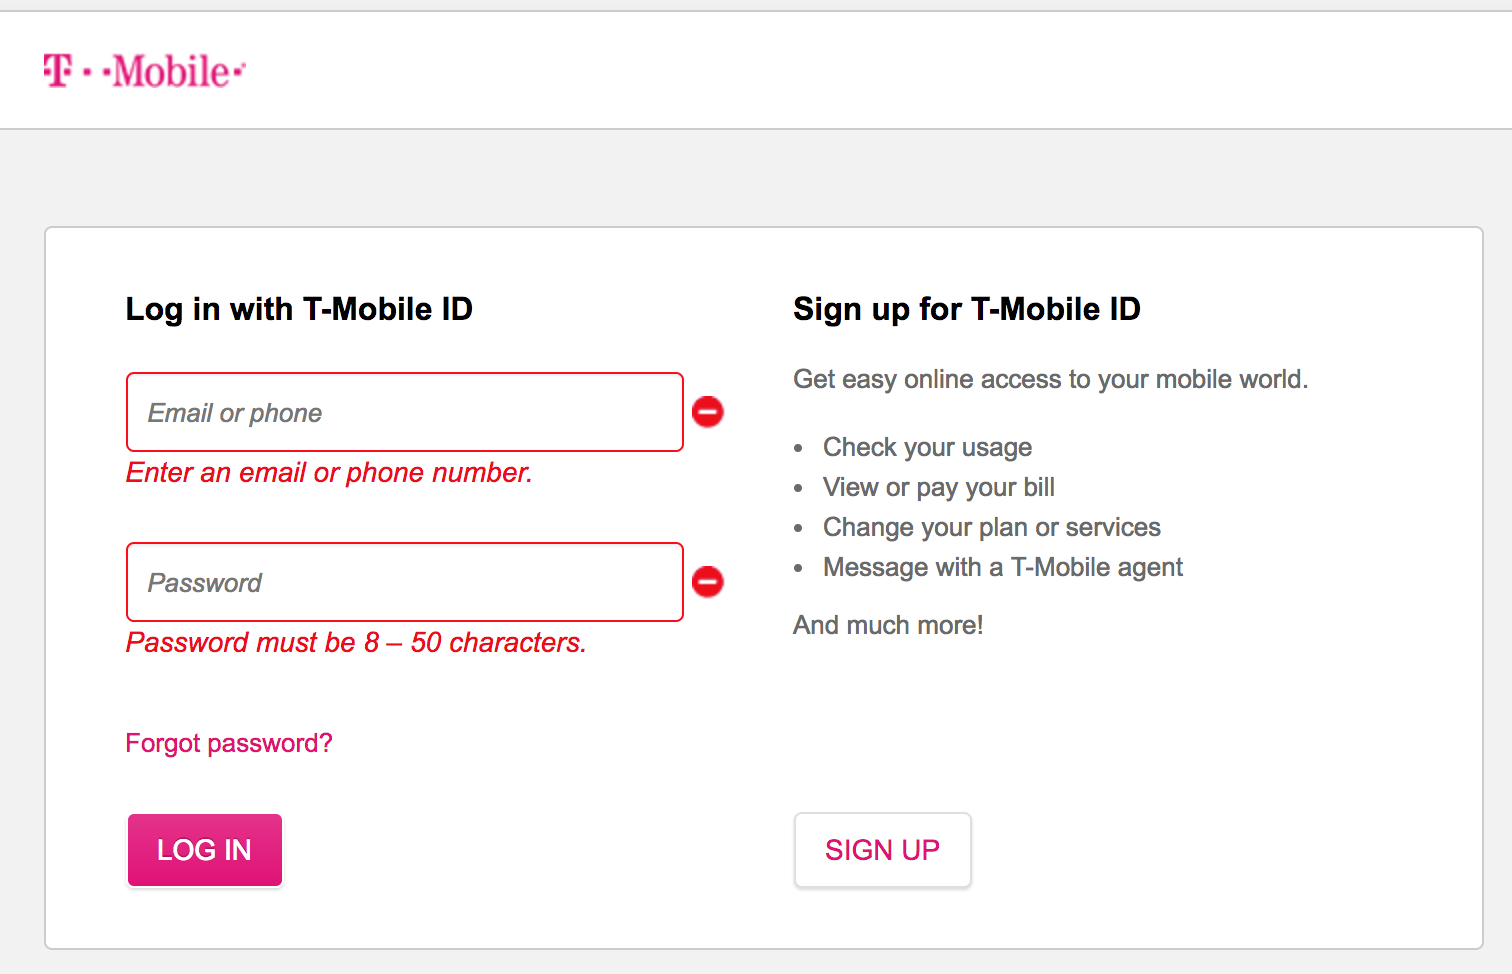 T··Mobile·
Log in with T-Mobile ID
Email or phone
Enter an email or phone number.
Password
Password must be 8 – 50 characters.
Forgot password?
LOG IN
Sign up for T-Mobile ID
Get easy online access to your mobile world.
• Check your usage
• View or pay your bill
• Change your plan or services
• Message with a T-Mobile agent
And much more!
SIGN UP